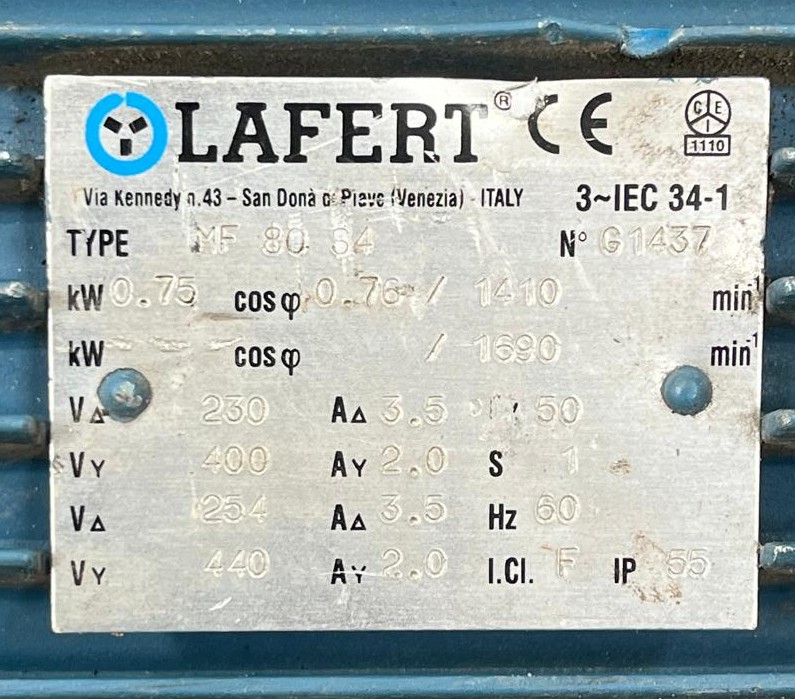 LAFERT® CE CEI 1110
Via Kennedy n.43 – San Donà di Piave (Venezia) - ITALY 3~IEC 34-1
TYPE MF 80 S4 N° G1437
kW 0.75 cosφ 0.76 / 1410 min-1
kW --- cosφ / 1690 min-1
VΔ 230 AΔ 3.5 50
VY 400 AY 2.0 S 1
VΔ 254 AΔ 3.5 Hz 60
VY 440 AY 2.0 I.Cl. F IP 55